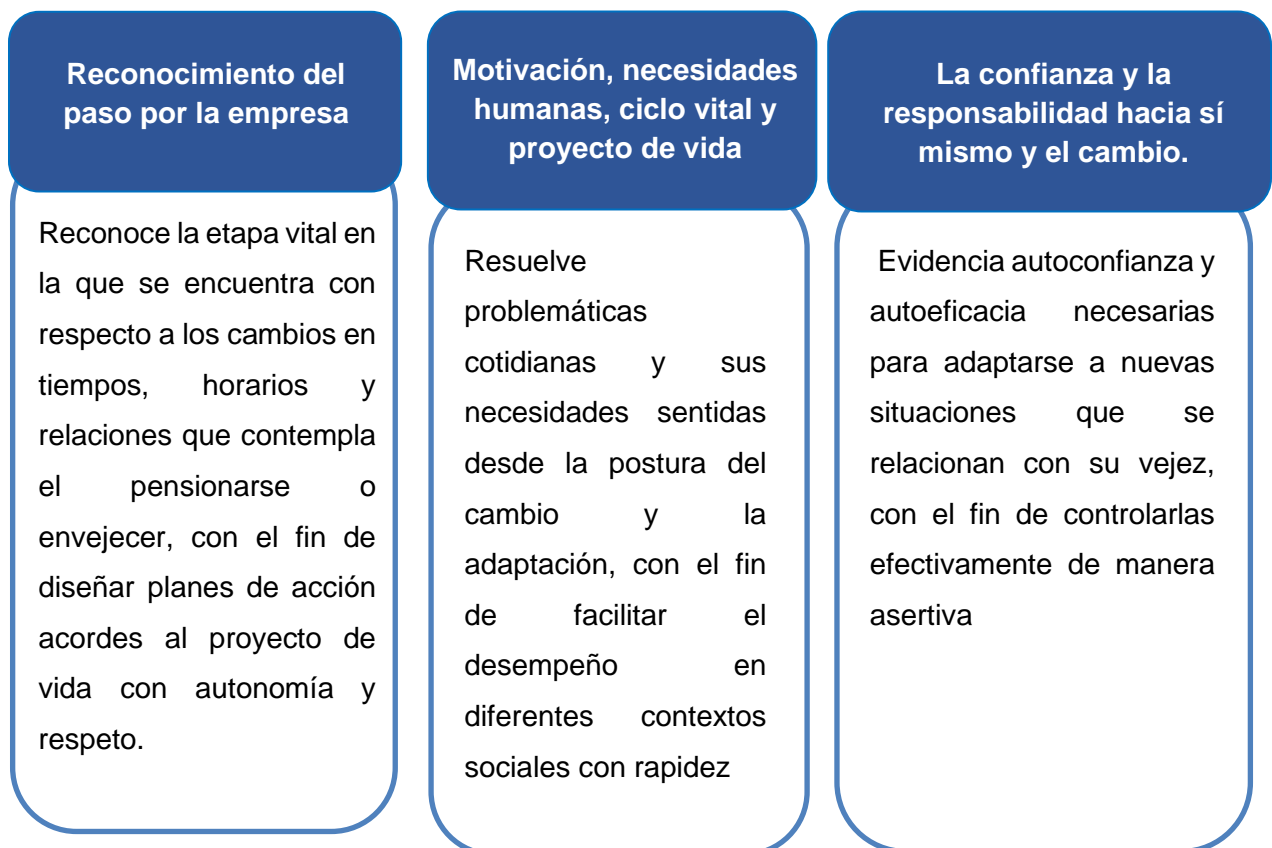 Reconocimiento del
paso por la empresa
Reconoce la etapa vital en
la que se encuentra con
respecto a los cambios en
tiempos, horarios y
relaciones que contempla
el pensionarse o
envejecer, con el fin de
diseñar planes de acción
acordes al proyecto de
vida con autonomía y
respeto.
Motivación, necesidades
humanas, ciclo vital y
proyecto de vida
Resuelve
problemáticas
cotidianas y sus
necesidades sentidas
desde la postura del
cambio y la
adaptación, con el fin
de facilitar el
desempeño en
diferentes contextos
sociales con rapidez
La confianza y la
responsabilidad hacia sí
mismo y el cambio.
Evidencia autoconfianza y
autoeficacia necesarias
para adaptarse a nuevas
situaciones que se
relacionan con su vejez,
con el fin de controlarlas
efectivamente de manera
asertiva